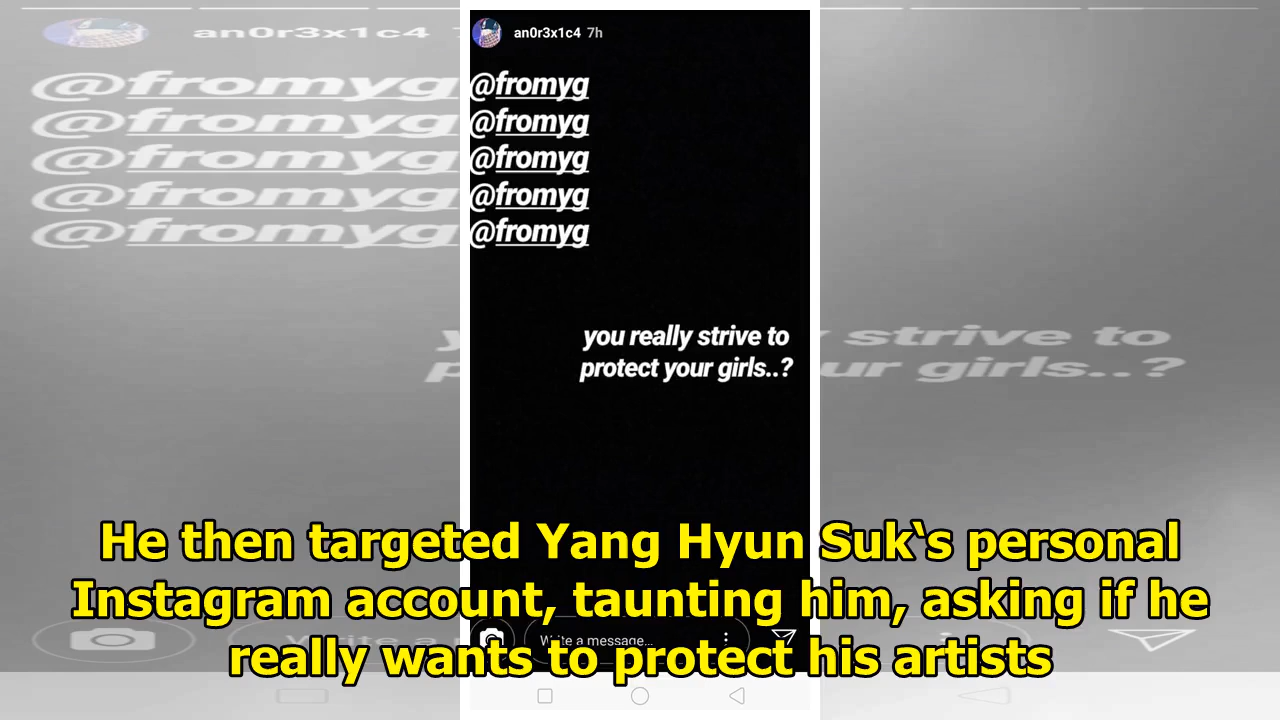 an0r3x1c4 7h
@fromyg
@fromyg
@fromyg
@fromyg
@fromyg
you really strive to
protect your girls..?
Write a message...
He then targeted Yang Hyun Suk‘s personal
Instagram account, taunting him, asking if he
really wants to protect his artists